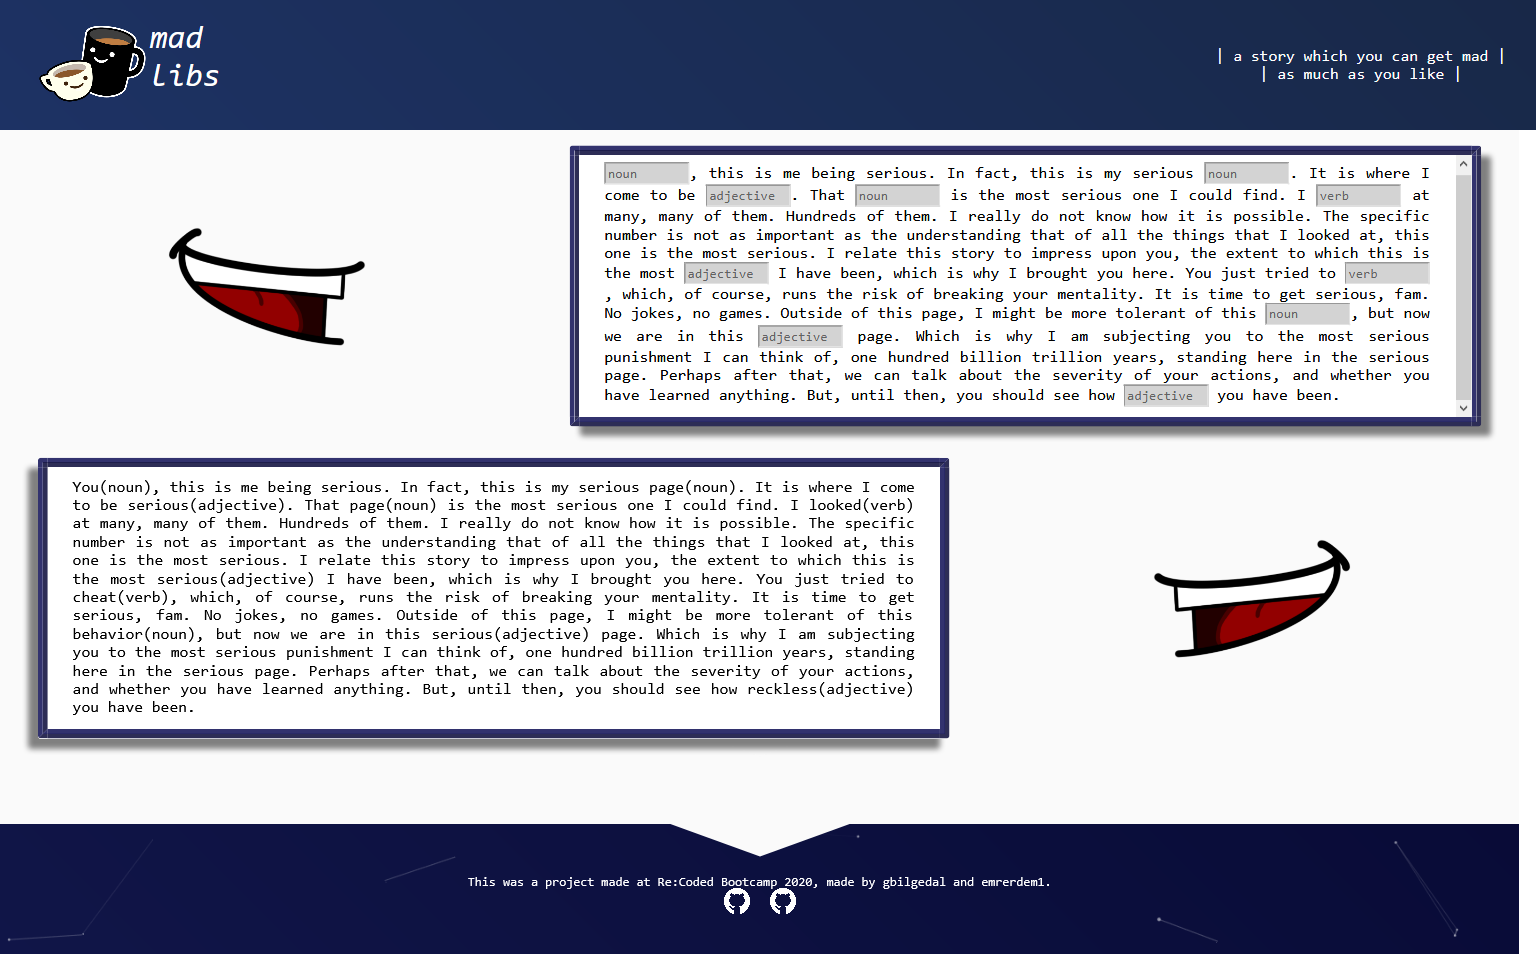 mad
libs
| a story which you can get mad |
| as much as you like |
noun, this is me being serious. In fact, this is my serious noun. It is where I
come to be adjective. That noun is the most serious one I could find. I verb at
many, many of them. Hundreds of them. I really do not know how it is possible. The specific
number is not as important as the understanding that of all the things that I looked at, this
one is the most serious. I relate this story to impress upon you, the extent to which this is
the most adjective I have been, which is why I brought you here. You just tried to verb
, which, of course, runs the risk of breaking your mentality. It is time to get serious, fam.
No jokes, no games. Outside of this page, I might be more tolerant of this noun, but now
we are in this adjective page. Which is why I am subjecting you to the most serious
punishment I can think of, one hundred billion trillion years, standing here in the serious
page. Perhaps after that, we can talk about the severity of your actions, and whether you
have learned anything. But, until then, you should see how adjective you have been.
You(noun), this is me being serious. In fact, this is my serious page(noun). It is where I come
to be serious(adjective). That page(noun) is the most serious one I could find. I looked(verb)
at many, many of them. Hundreds of them. I really do not know how it is possible. The specific
number is not as important as the understanding that of all the things that I looked at, this
one is the most serious. I relate this story to impress upon you, the extent to which this is
the most serious(adjective) I have been, which is why I brought you here. You just tried to
cheat(verb), which, of course, runs the risk of breaking your mentality. It is time to get
serious, fam. No jokes, no games. Outside of this page, I might be more tolerant of this
behavior(noun), but now we are in this serious(adjective) page. Which is why I am subjecting
you to the most serious punishment I can think of, one hundred billion trillion years, standing
here in the serious page. Perhaps after that, we can talk about the severity of your actions,
and whether you have learned anything. But, until then, you should see how reckless(adjective)
you have been.
This was a project made at Re:Coded Bootcamp 2020, made by gbilgedal and emrerdem1.